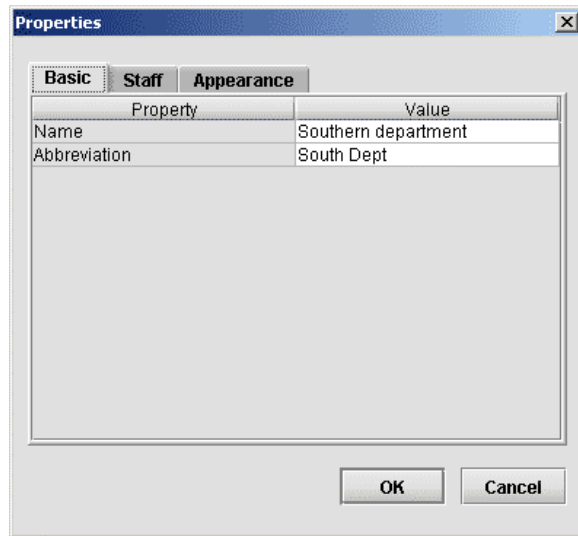 Properties
Basic Staff Appearance
Property Value
Name Southern department
Abbreviation South Dept
OK Cancel